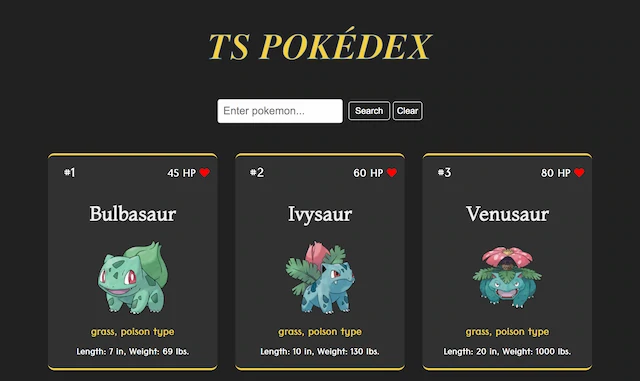 TS POKÉDEX
Enter pokemon... Search Clear
#1 45 HP
Bulbasaur
grass, poison type
Length: 7 in, Weight: 69 lbs.
#2 60 HP
Ivysaur
grass, poison type
Length: 10 in, Weight: 130 lbs.
#3 80 HP
Venusaur
grass, poison type
Length: 20 in, Weight: 1000 lbs.